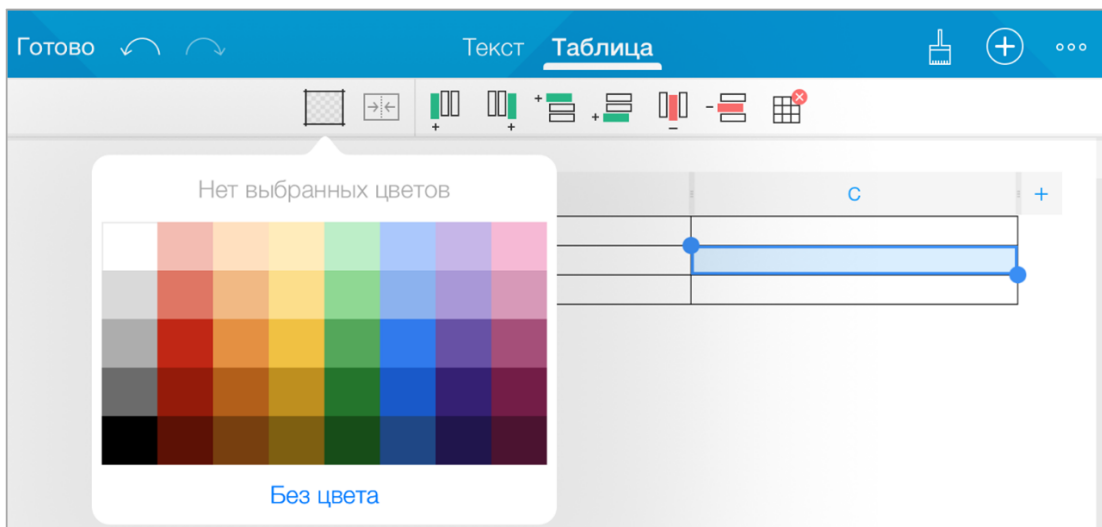 Готово Текст Таблица
Нет выбранных цветов
C +
Без цвета